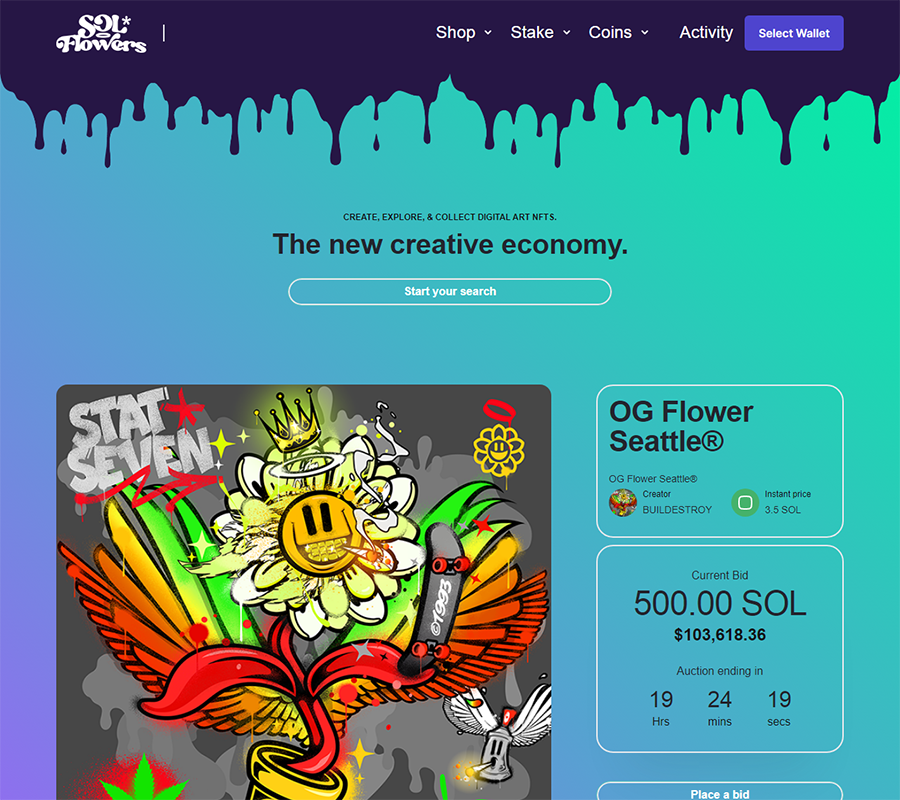 SOL*
Flowers
Shop
Stake
Coins
Activity
Select Wallet
CREATE, EXPLORE, & COLLECT DIGITAL ART NFTS.
The new creative economy.
Start your search
STAT
SEVEN
©1993
OG Flower
Seattle®
OG Flower Seattle®
Creator
BUILDESTROY
Instant price
3.5 SOL
Current Bid
500.00 SOL
$103,618.36
Auction ending in
19 24 19
Hrs mins secs
Place a bid